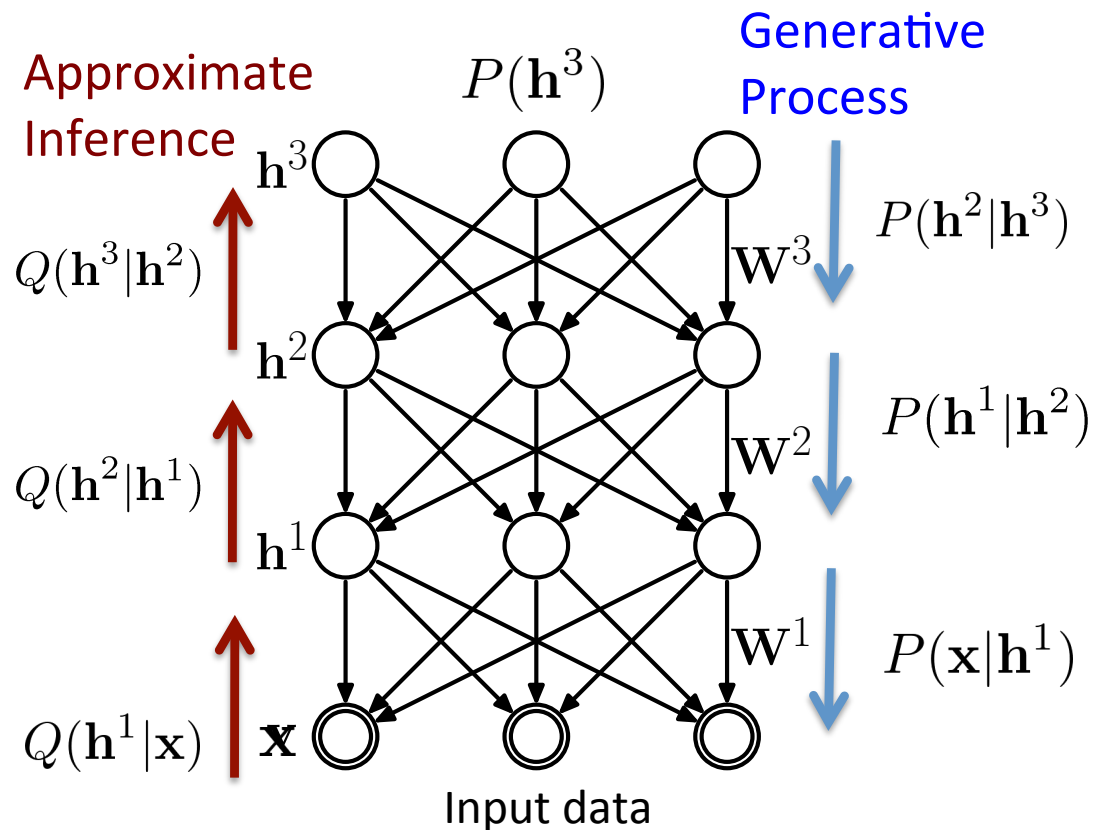 Approximate
Inference
P(h³)
Generative
Process
h³
P(h²|h³)
Q(h³|h²)
W³
h²
P(h¹|h²)
Q(h²|h¹)
W²
h¹
W¹
P(x|h¹)
Q(h¹|x)
x
Input data